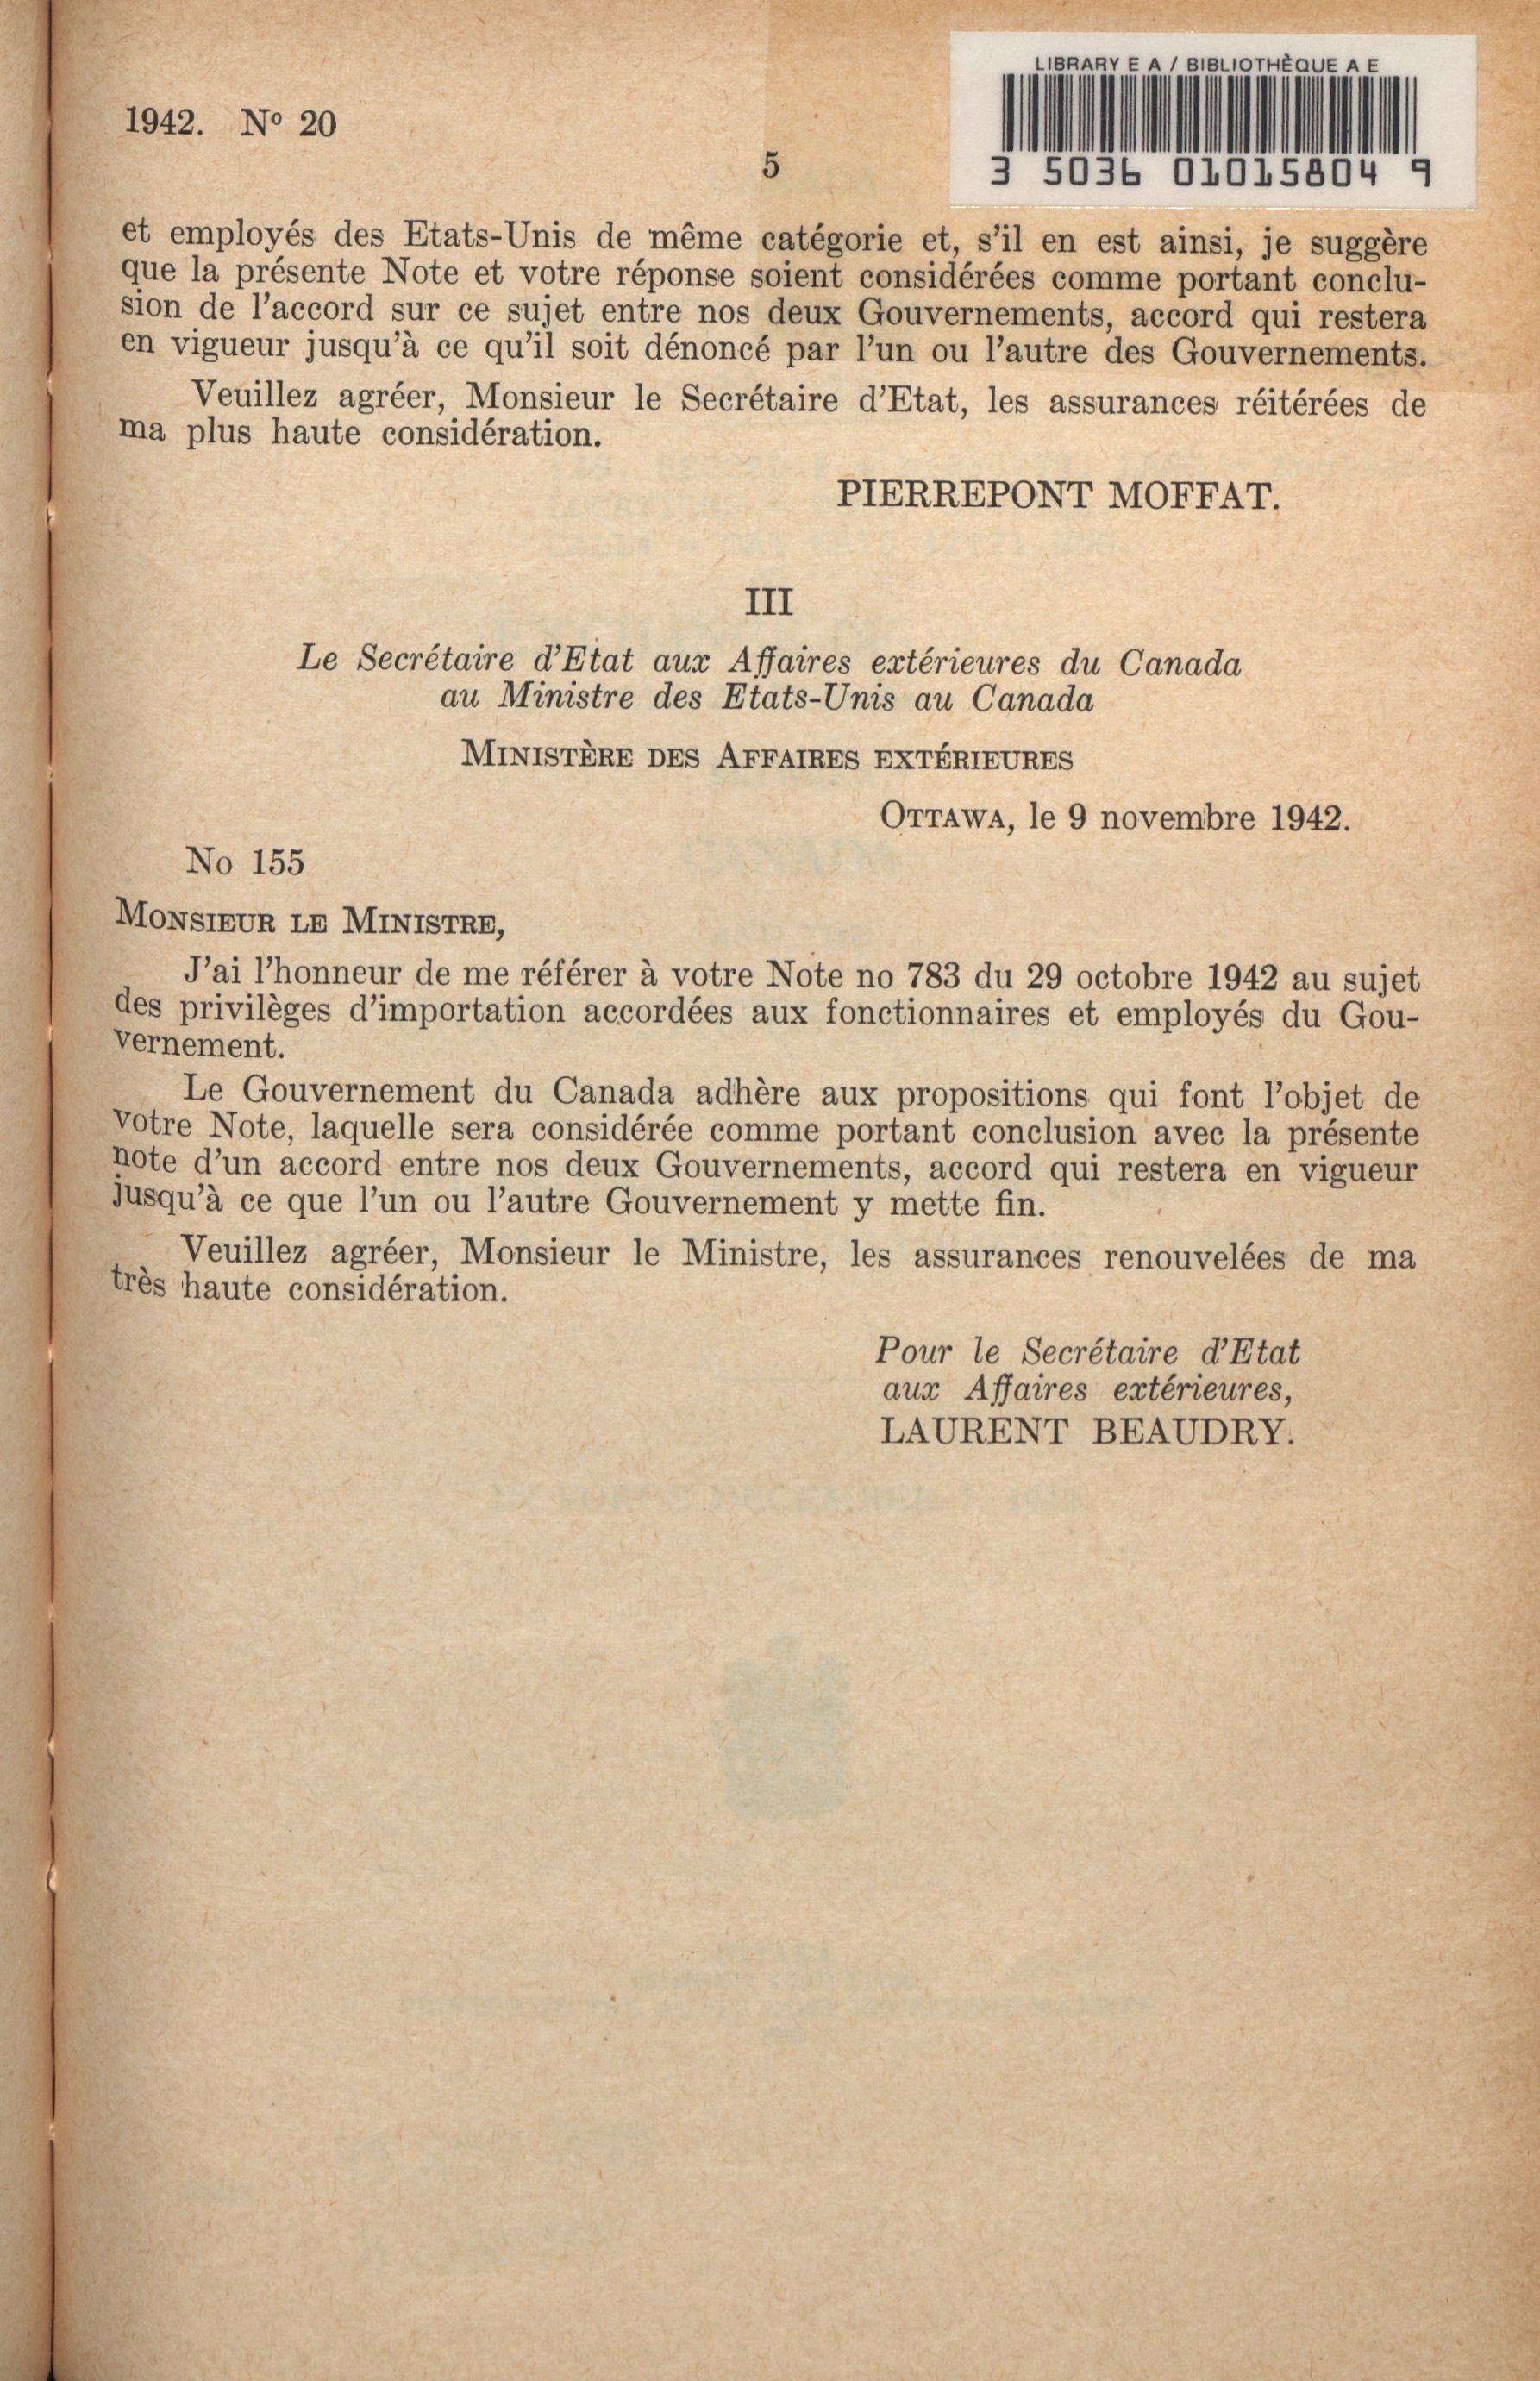 LIBRARY E A / BIBLIOTHÈQUE A E
3 5036 01015804 9
1942. Nº 20
5
et employés des Etats-Unis de même catégorie et, s'il en est ainsi, je suggère
que la présente Note et votre réponse soient considérées comme portant conclu-
sion de l'accord sur ce sujet entre nos deux Gouvernements, accord qui restera
en vigueur jusqu'à ce qu'il soit dénoncé par l'un ou l'autre des Gouvernements.
Veuillez agréer, Monsieur le Secrétaire d'Etat, les assurances réitérées de
ma plus haute considération.
PIERREPONT MOFFAT.
III
Le Secrétaire d'Etat aux Affaires extérieures du Canada
au Ministre des Etats-Unis au Canada
MINISTÈRE DES AFFAIRES EXTÉRIEURES
OTTAWA, le 9 novembre 1942.
No 155
MONSIEUR LE MINISTRE,
J'ai l'honneur de me référer à votre Note no 783 du 29 octobre 1942 au sujet
des privilèges d'importation accordées aux fonctionnaires et employés du Gou-
vernement.
Le Gouvernement du Canada adhère aux propositions qui font l'objet de
votre Note, laquelle sera considérée comme portant conclusion avec la présente
note d'un accord entre nos deux Gouvernements, accord qui restera en vigueur
jusqu'à ce que l'un ou l'autre Gouvernement y mette fin.
Veuillez agréer, Monsieur le Ministre, les assurances renouvelées de ma
très haute considération.
Pour le Secrétaire d'Etat
aux Affaires extérieures,
LAURENT BEAUDRY.